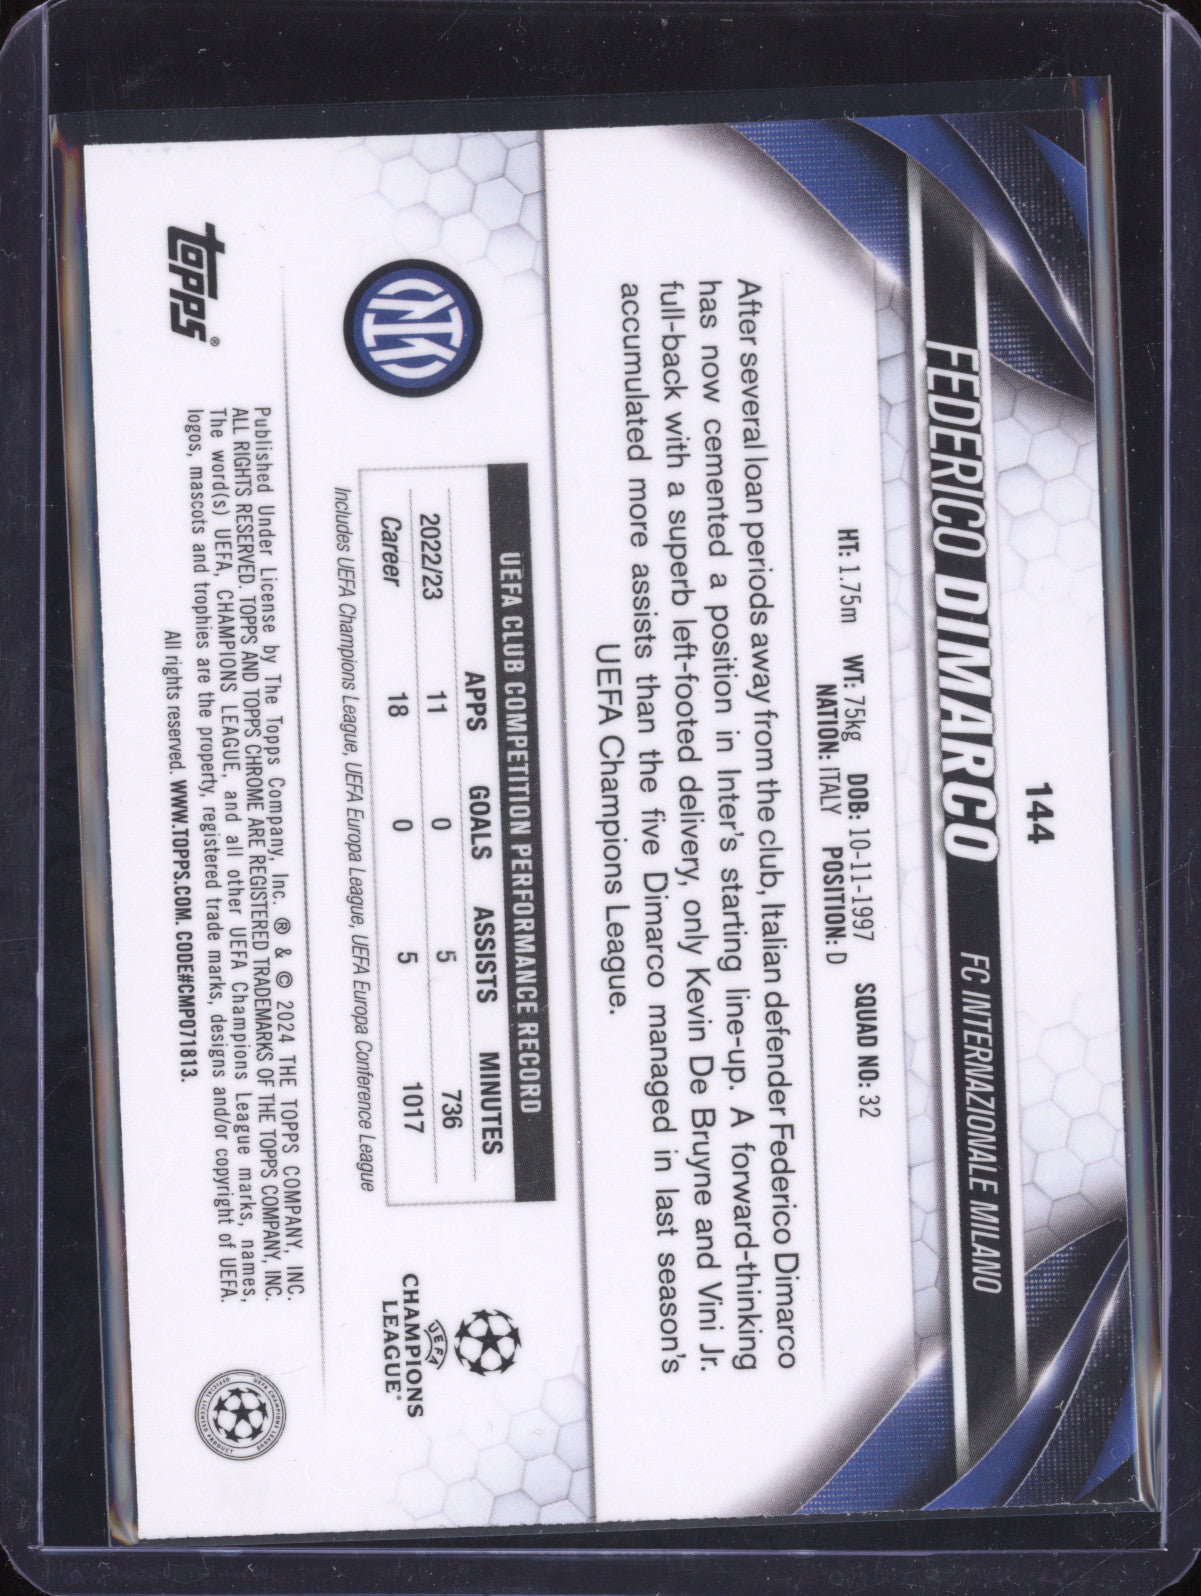 144
FEDERICO DIMARCO FC INTERNAZIONALE MILANO
HT: 1.75m WT: 75kg DOB: 10-11-1997 SQUAD NO: 32
NATION: ITALY POSITION: D
After several loan periods away from the club, Italian defender Federico Dimarco
has now cemented a position in Inter's starting line-up. A forward-thinking
full-back with a superb left-footed delivery, only Kevin De Bruyne and Vini Jr.
accumulated more assists than the five Dimarco managed in last season's
UEFA Champions League.
UEFA CLUB COMPETITION PERFORMANCE RECORD
APPS GOALS ASSISTS MINUTES
2022/23 11 0 5 736
Career 18 0 5 1017
Includes UEFA Champions League, UEFA Europa League, UEFA Europa Conference League
UEFA
CHAMPIONS
LEAGUE
topps®
Published Under License by The Topps Company, Inc. ® & © 2024 THE TOPPS COMPANY, INC.
ALL RIGHTS RESERVED. TOPPS AND TOPPS CHROME ARE REGISTERED TRADEMARKS OF THE TOPPS COMPANY, INC.
The word(s) UEFA, CHAMPIONS LEAGUE, and all other UEFA Champions League marks, names,
logos, mascots and trophies are the property, registered trade marks, designs and/or copyright of UEFA.
All rights reserved. WWW.TOPPS.COM. CODE#CMP071813.
UEFA CHAMPIONS LEAGUE
OFFICIAL LICENSED PRODUCT